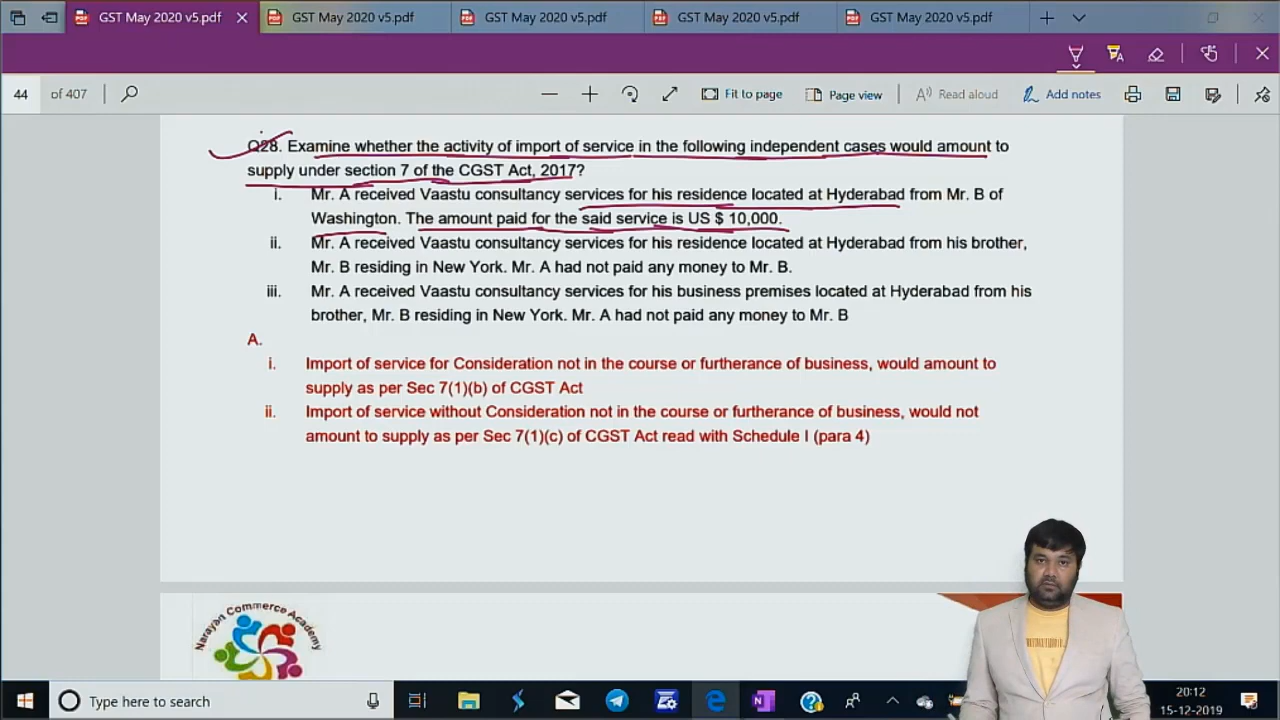 GST May 2020 v5.pdf
GST May 2020 v5.pdf
GST May 2020 v5.pdf
GST May 2020 v5.pdf
GST May 2020 v5.pdf
44 of 407
Fit to page
Page view
Read aloud
Add notes
Q28. Examine whether the activity of import of service in the following independent cases would amount to
supply under section 7 of the CGST Act, 2017?
i. Mr. A received Vaastu consultancy services for his residence located at Hyderabad from Mr. B of
Washington. The amount paid for the said service is US $ 10,000.
ii. Mr. A received Vaastu consultancy services for his residence located at Hyderabad from his brother,
Mr. B residing in New York. Mr. A had not paid any money to Mr. B.
iii. Mr. A received Vaastu consultancy services for his business premises located at Hyderabad from his
brother, Mr. B residing in New York. Mr. A had not paid any money to Mr. B
A.
i. Import of service for Consideration not in the course or furtherance of business, would amount to
supply as per Sec 7(1)(b) of CGST Act
ii. Import of service without Consideration not in the course or furtherance of business, would not
amount to supply as per Sec 7(1)(c) of CGST Act read with Schedule I (para 4)
Narayan Commerce Academy
Type here to search
20:12
15-12-2019